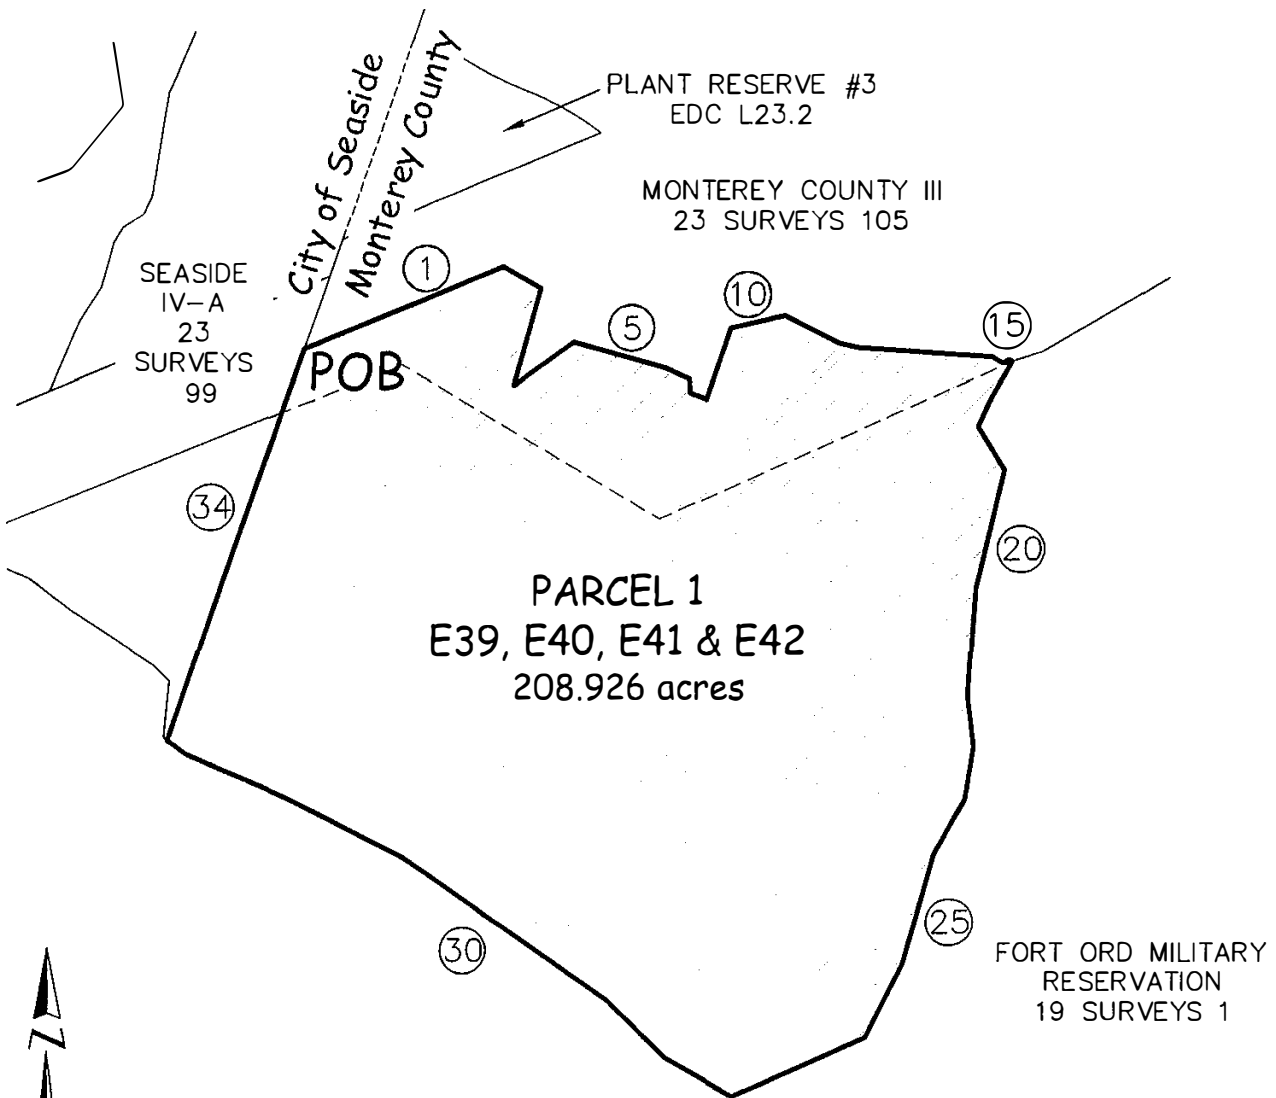 City of Seaside
Monterey County
PLANT RESERVE #3
EDC L23.2
MONTEREY COUNTY III
23 SURVEYS 105
SEASIDE
IV-A
23
SURVEYS
99
1
5
10
15
POB
34
20
PARCEL 1
E39, E40, E41 & E42
208.926 acres
25
30
FORT ORD MILITARY
RESERVATION
19 SURVEYS 1
N